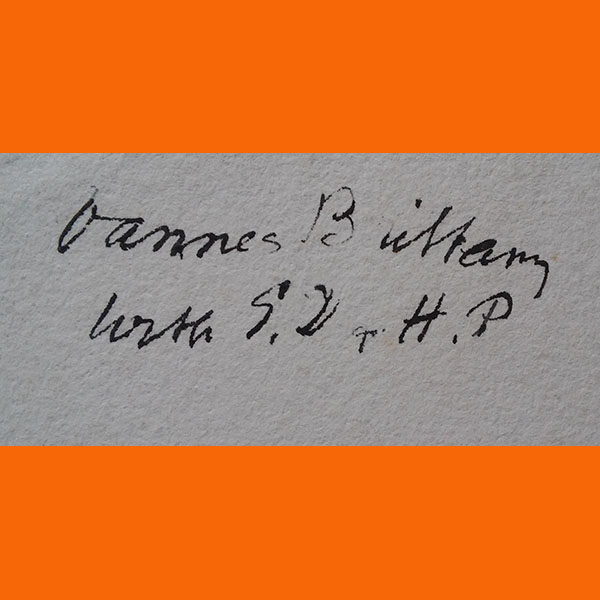 Vannes Brittany
with S.D & H.P